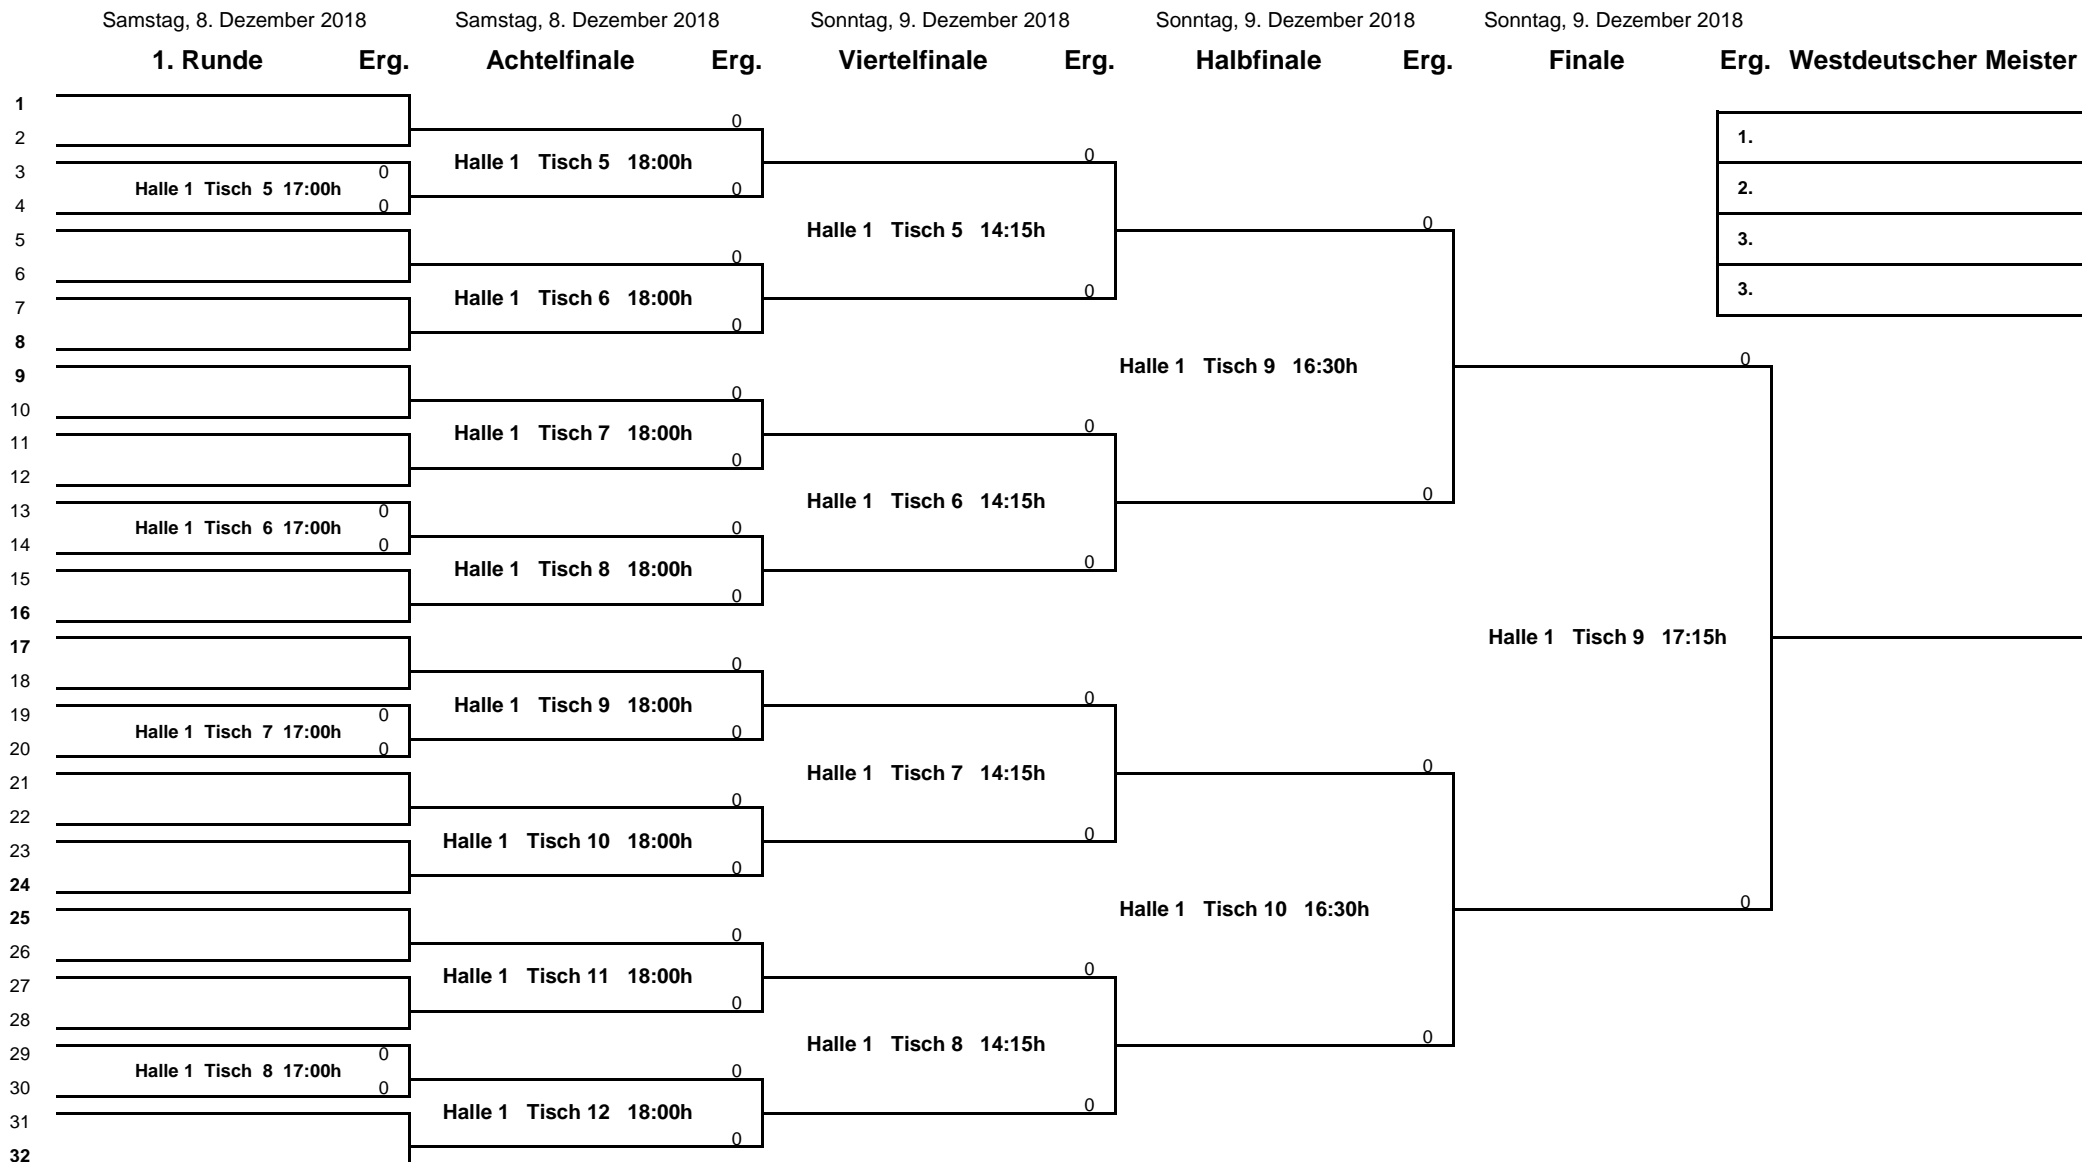 Samstag, 8. Dezember 2018 Samstag, 8. Dezember 2018 Sonntag, 9. Dezember 2018 Sonntag, 9. Dezember 2018 Sonntag, 9. Dezember 2018
1. Runde Erg. Achtelfinale Erg. Viertelfinale Erg. Halbfinale Erg. Finale Erg. Westdeutscher Meister
1
0
2 1.
Halle 1 Tisch 5 18:00h 0
3 0
Halle 1 Tisch 5 17:00h 0 2.
4 0
Halle 1 Tisch 5 14:15h 0
5 3.
0
6
Halle 1 Tisch 6 18:00h 0 3.
7
0
8
0
Halle 1 Tisch 9 16:30h
9
0
10
0
Halle 1 Tisch 7 18:00h
11
0
12
0
Halle 1 Tisch 6 14:15h
13 0
Halle 1 Tisch 6 17:00h 0
14 0
0
Halle 1 Tisch 8 18:00h
15
0
16
Halle 1 Tisch 9 17:15h
17
0
18
Halle 1 Tisch 9 18:00h 0
19 0
Halle 1 Tisch 7 17:00h 0
20 0
Halle 1 Tisch 7 14:15h 0
21
0
22
0
Halle 1 Tisch 10 18:00h
23
0
24
0
Halle 1 Tisch 10 16:30h
25
0
26
0
Halle 1 Tisch 11 18:00h
27
0
28
0
Halle 1 Tisch 8 14:15h
29 0
Halle 1 Tisch 8 17:00h 0
30 0
0
Halle 1 Tisch 12 18:00h
31
0
32